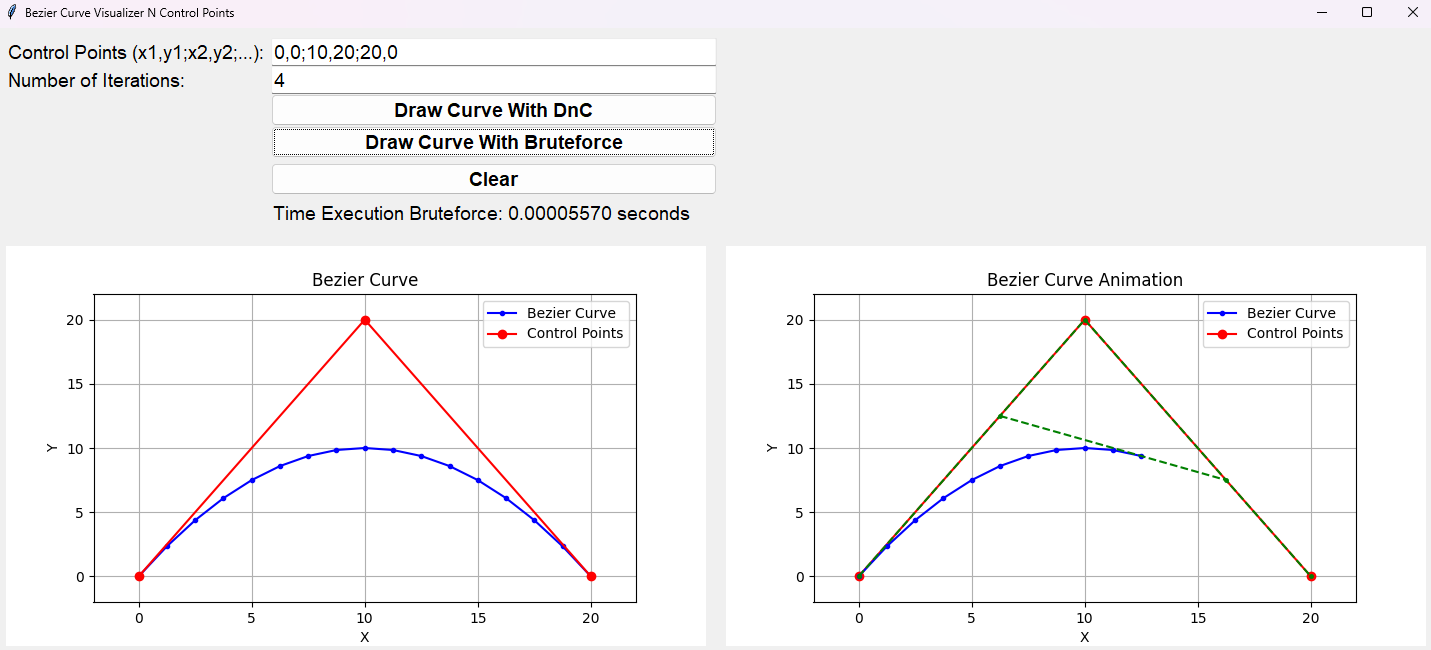 Bezier Curve Visualizer N Control Points
Control Points (x1,y1;x2,y2;...): 0,0;10,20;20,0
Number of Iterations: 4
Draw Curve With DnC
Draw Curve With Bruteforce
Clear
Time Execution Bruteforce: 0.00005570 seconds
Bezier Curve
Bezier Curve
Control Points
20
15
10
5
0
Y
0 5 10 15 20
X
Bezier Curve Animation
Bezier Curve
Control Points
20
15
10
5
0
Y
0 5 10 15 20
X